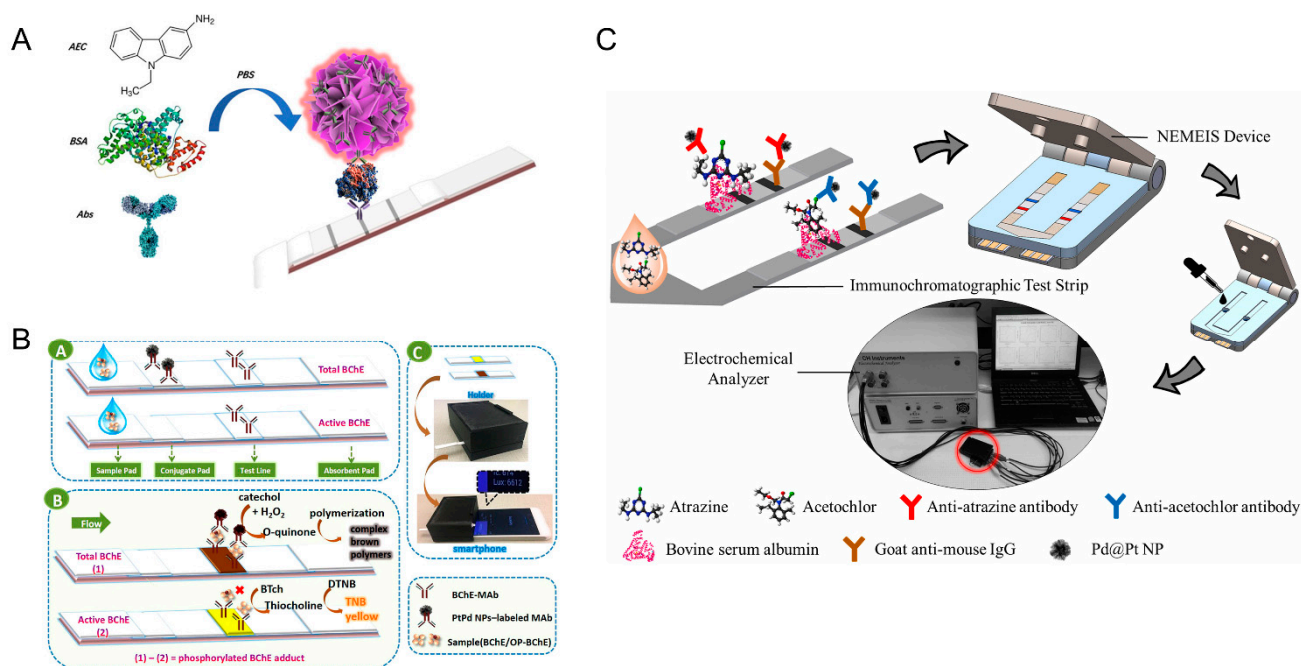 A
AEC
NH₂
N
H₃C
PBS
BSA
Abs
B
A
Total BChE
Active BChE
Sample Pad
Conjugate Pad
Test Line
Absorbent Pad
B
Flow
catechol
+ H₂O₂
O-quinone
polymerization
complex
brown
polymers
Total BChE
(1)
BTch
Thiocholine
DTNB
TNB
yellow
Active BChE
(2)
(1) – (2) = phosphorylated BChE adduct
C
Holder
Lux: 6612
smartphone
BChE-MAb
PtPd NPs–labeled MAb
Sample(BChE/OP-BChE)
C
NEMEIS Device
Immunochromatographic Test Strip
Electrochemical
Analyzer
CH Instruments
Atrazine
Acetochlor
Anti-atrazine antibody
Anti-acetochlor antibody
Bovine serum albumin
Goat anti-mouse IgG
Pd@Pt NP